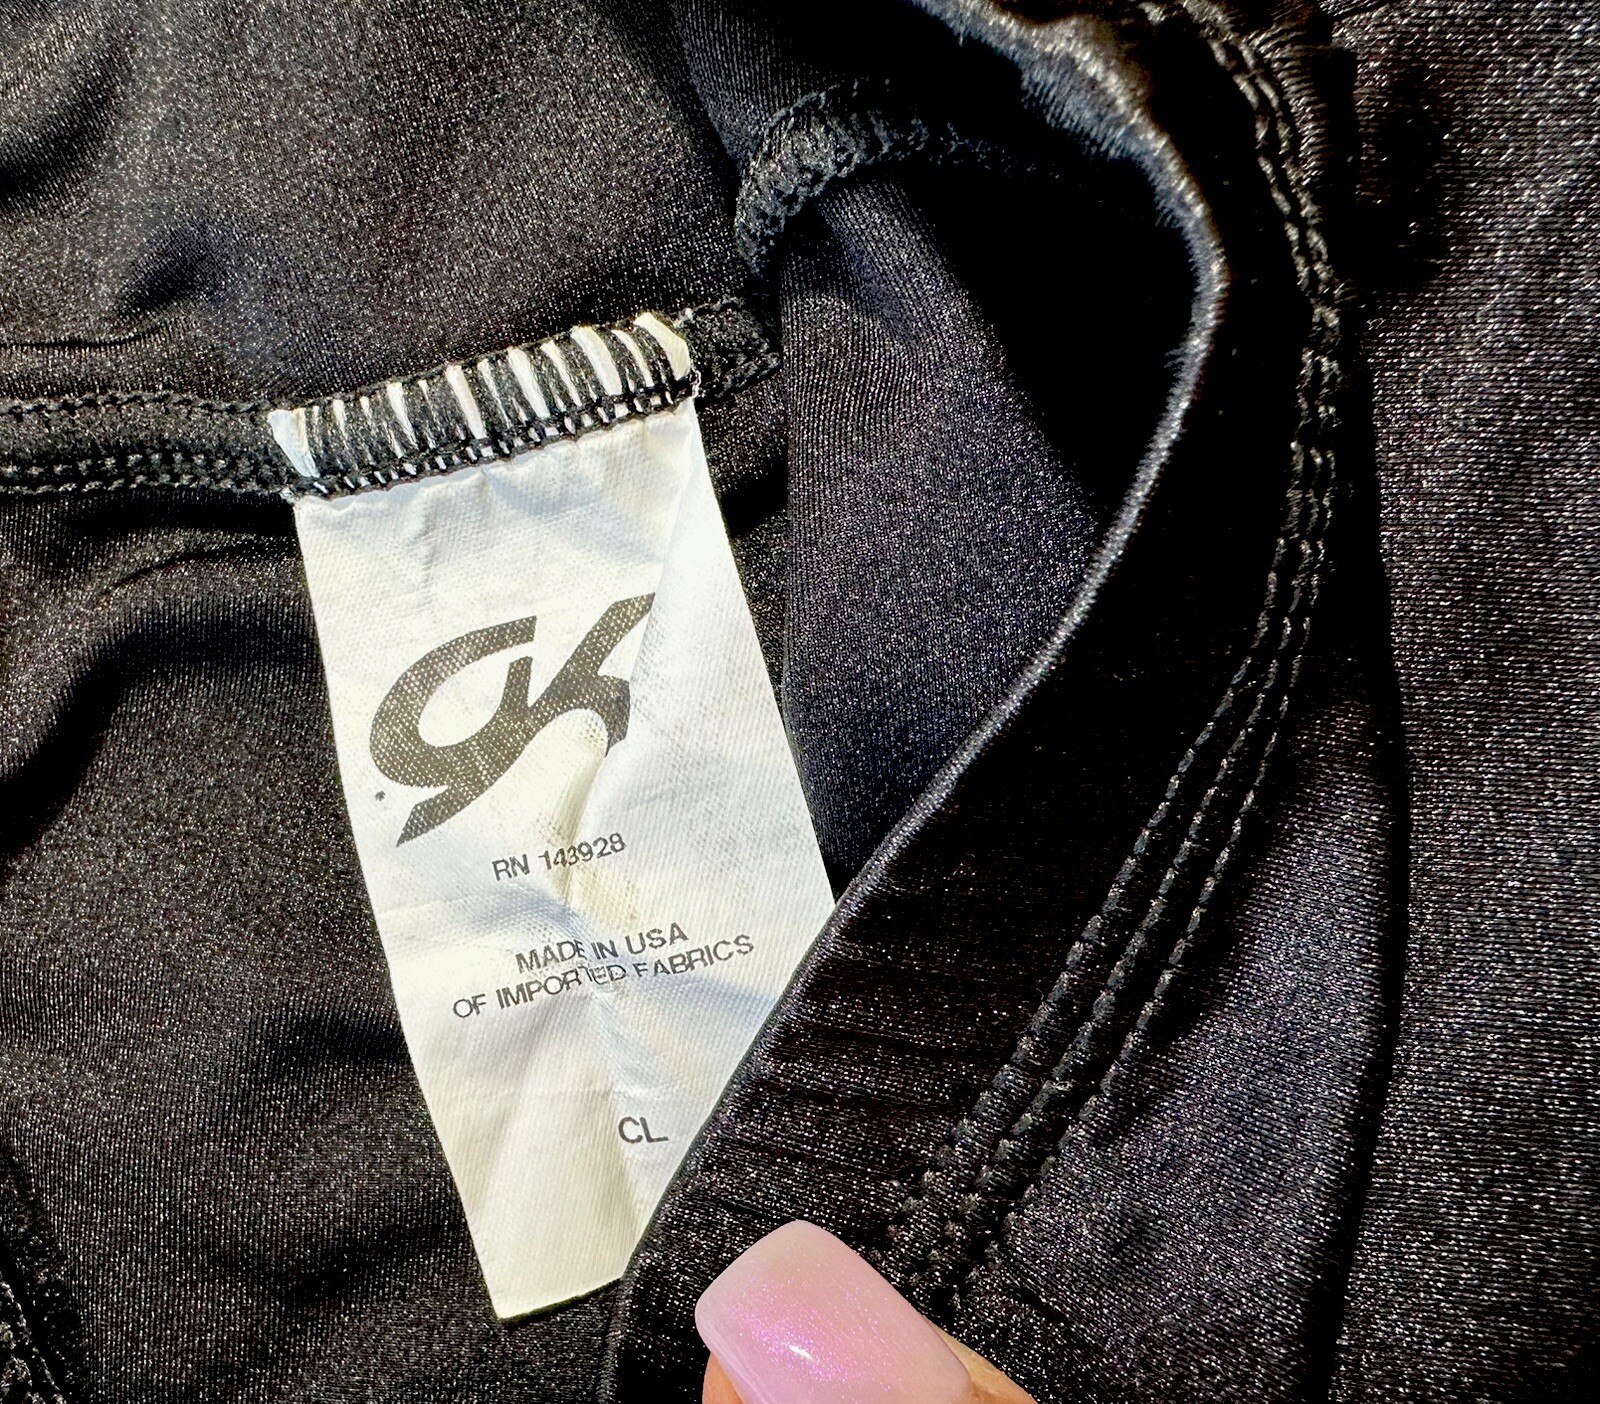 GK
RN 143928
MADE IN USA
OF IMPORTED FABRICS
CL